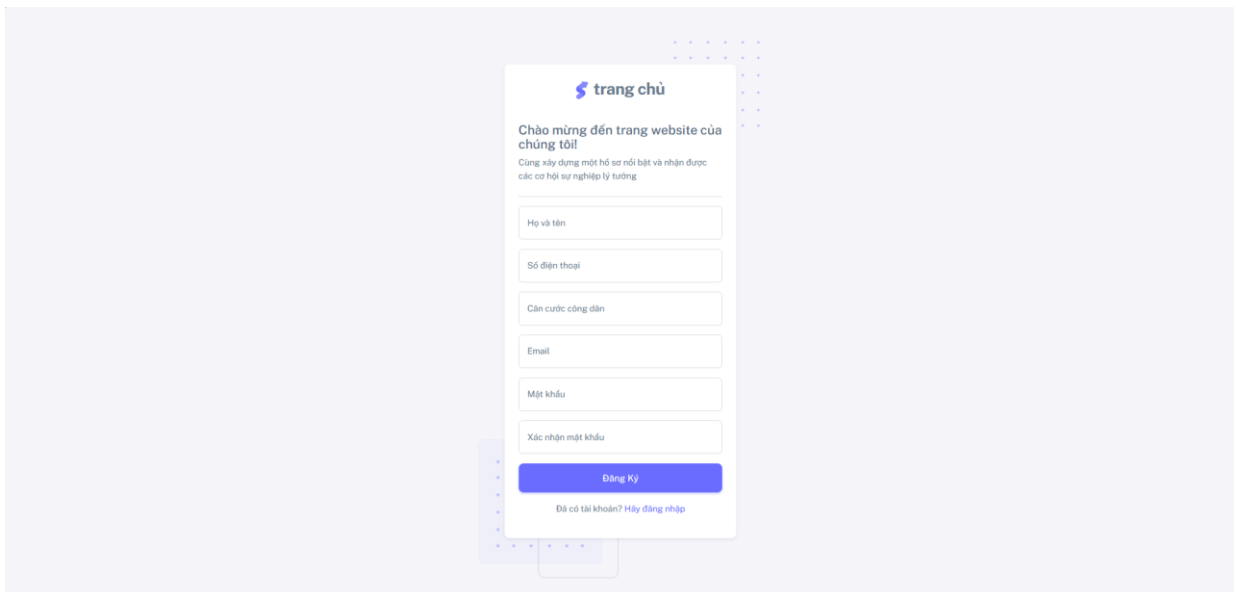 trang chủ
Chào mừng đến trang website của
chúng tôi!
Cùng xây dựng một hồ sơ nổi bật và nhận được
các cơ hội sự nghiệp lý tưởng
Họ và tên
Số điện thoại
Căn cước công dân
Email
Mật khẩu
Xác nhận mật khẩu
Đăng Ký
Đã có tài khoản? Hãy đăng nhập